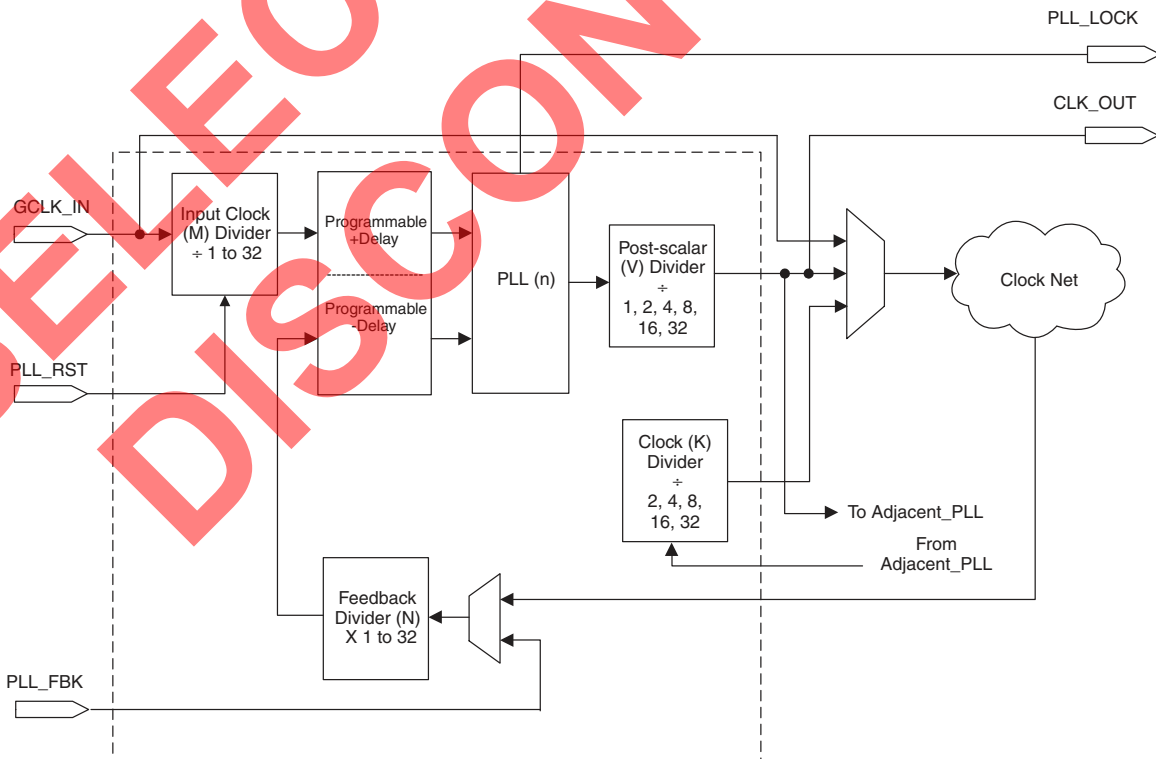 PLL_LOCK
CLK_OUT
GCLK_IN
Input Clock
(M) Divider
÷ 1 to 32
Programmable
+Delay
Programmable
-Delay
PLL (n)
Post-scalar
(V) Divider
÷
1, 2, 4, 8,
16, 32
Clock Net
PLL_RST
Clock (K)
Divider
÷
2, 4, 8,
16, 32
To Adjacent_PLL
From
Adjacent_PLL
Feedback
Divider (N)
X 1 to 32
PLL_FBK
ELEC
DISCON